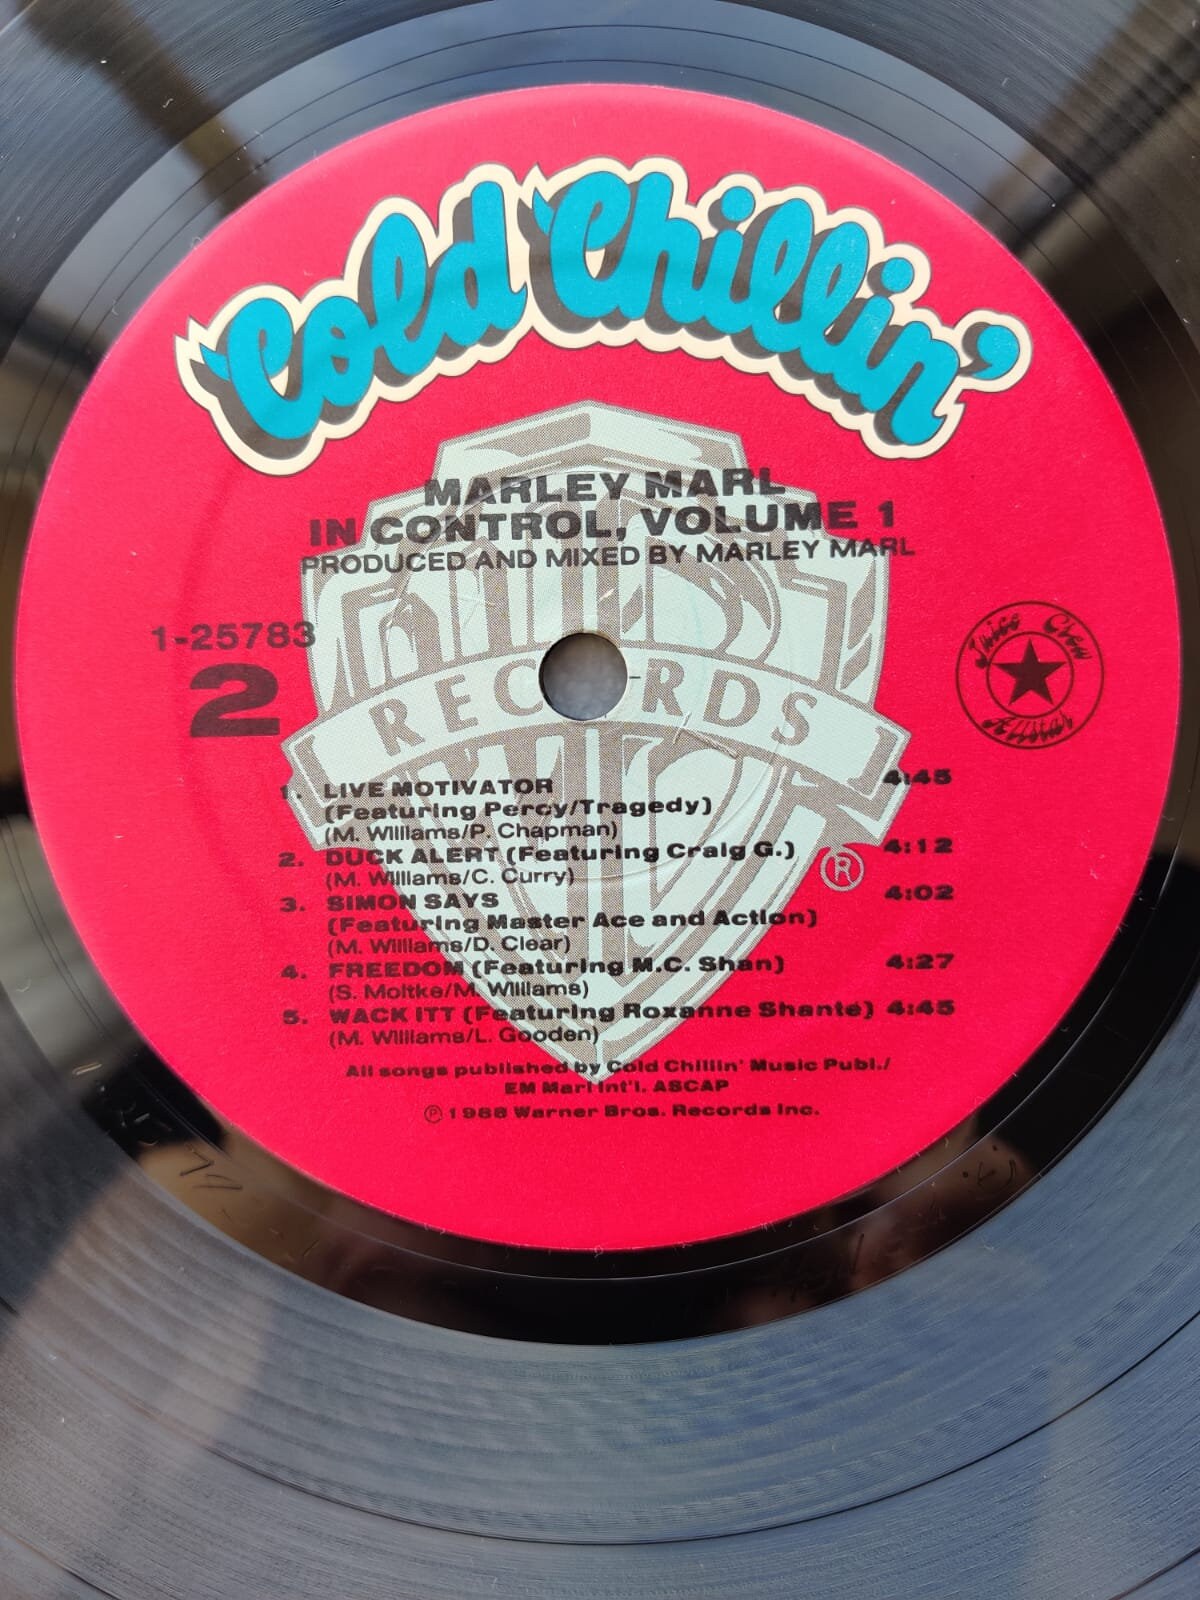 Cold Chillin'
MARLEY MARL
IN CONTROL, VOLUME 1
PRODUCED AND MIXED BY MARLEY MARL
1-25783
2
Juice Crew
Allstar
RECORDS
1. LIVE MOTIVATOR 4:45
(Featuring Percy/Tragedy)
(M. Williams/P. Chapman)
2. DUCK ALERT (Featuring Craig G.) 4:12
(M. Williams/C. Curry)
3. SIMON SAYS 4:02
(Featuring Master Ace and Action)
(M. Williams/D. Clear)
4. FREEDOM (Featuring M.C. Shan) 4:27
(S. Moltke/M. Williams)
5. WACK ITT (Featuring Roxanne Shanté) 4:45
(M. Williams/L. Gooden)
®
All songs published by Cold Chillin' Music Publ./
EM Marl Int'l. ASCAP
℗ 1988 Warner Bros. Records Inc.